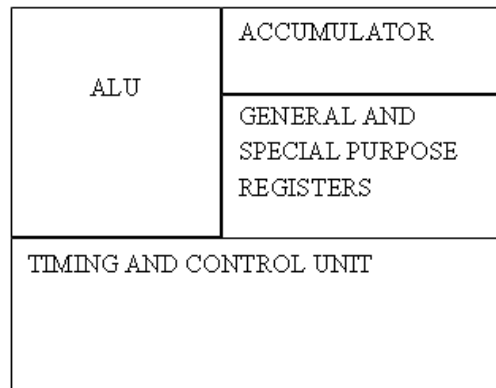 ALU
ACCUMULATOR
GENERAL AND
SPECIAL PURPOSE
REGISTERS
TIMING AND CONTROL UNIT